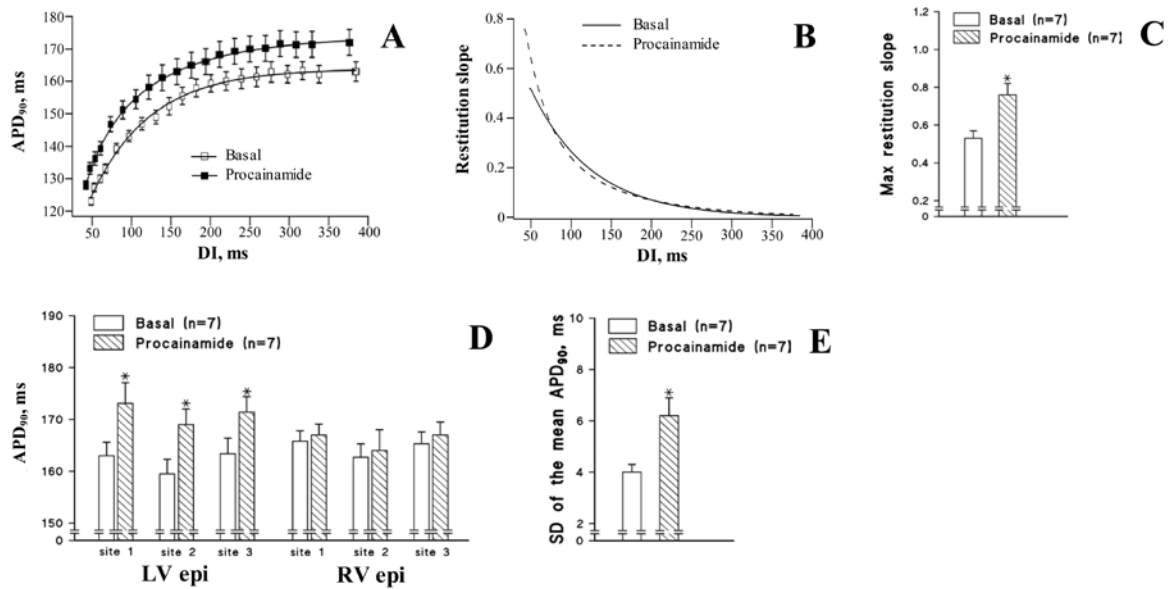 A
APD90, ms
180
170
160
150
140
130
120
Basal
Procainamide
50 100 150 200 250 300 350 400
DI, ms
B
Restitution slope
0.8
0.6
0.4
0.2
0
Basal
Procainamide
50 100 150 200 250 300 350 400
DI, ms
C
Max restitution slope
1.2
1.0
0.8
0.6
0.4
0.2
0
Basal (n=7)
Procainamide (n=7)
*
D
APD90, ms
190
180
170
160
150
0
Basal (n=7)
Procainamide (n=7)
* * *
site 1 site 2 site 3 site 1 site 2 site 3
LV epi RV epi
E
SD of the mean APD90, ms
10
8
6
4
2
0
Basal (n=7)
Procainamide (n=7)
*